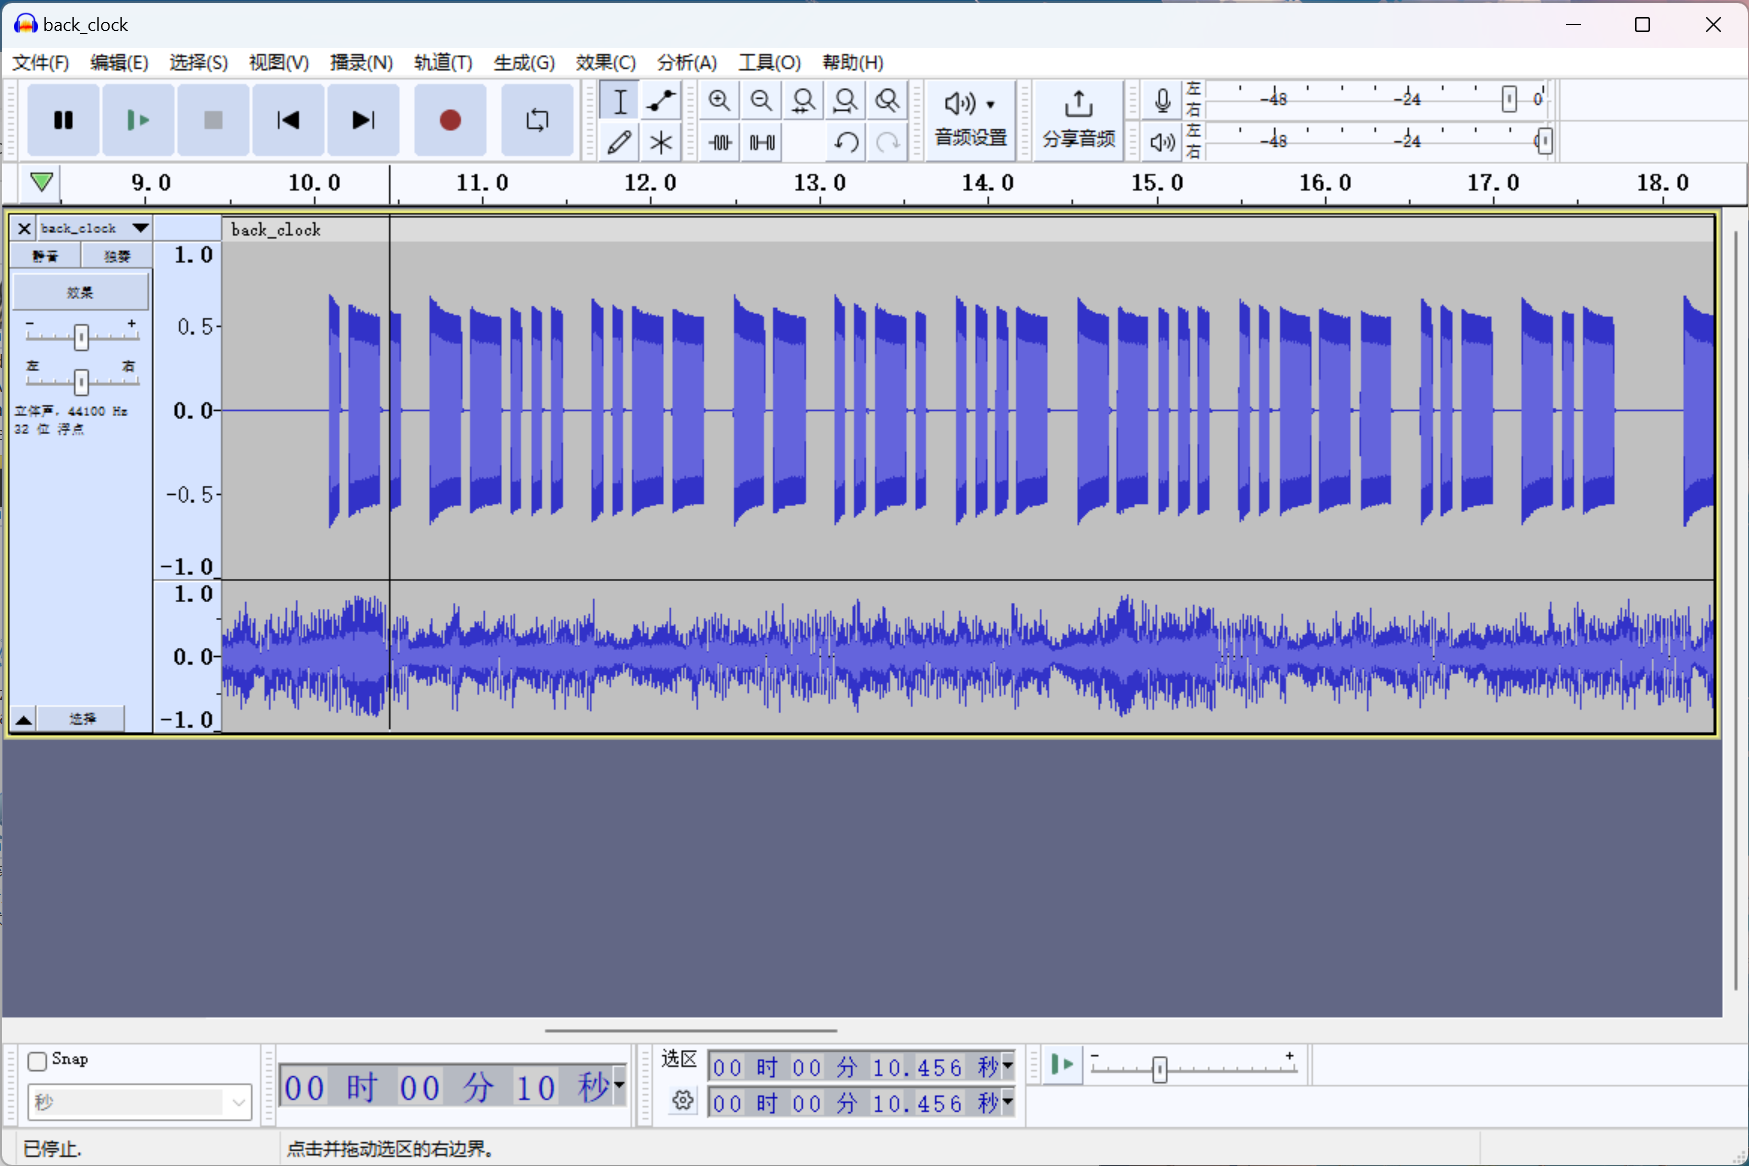 back_clock
文件(F) 编辑(E) 选择(S) 视图(V) 播录(N) 轨道(T) 生成(G) 效果(C) 分析(A) 工具(O) 帮助(H)
音频设置
分享音频
左
右
-48 -24 0
左
右
-48 -24 0
9.0 10.0 11.0 12.0 13.0 14.0 15.0 16.0 17.0 18.0
back_clock
静音 独奏
效果
- +
左 右
立体声, 44100 Hz
32 位 浮点
选择
back_clock
1.0
0.5-
0.0-
-0.5-
-1.0
1.0
0.0-
-1.0
Snap
秒
00 时 00 分 10 秒
选区
00 时 00 分 10.456 秒
00 时 00 分 10.456 秒
- +
已停止.
点击并拖动选区的右边界。